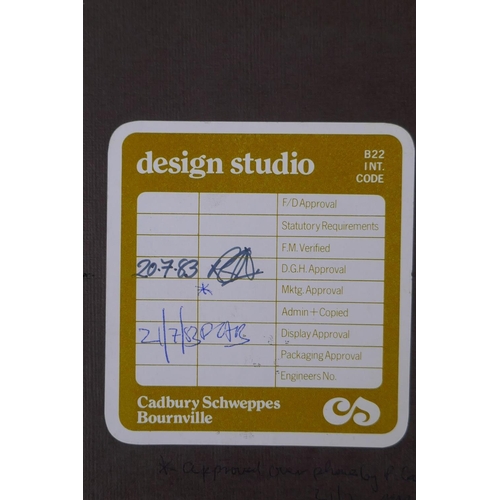 design studio
B22
INT.
CODE
F/D Approval
Statutory Requirements
F.M. Verified
20.7.83
D.G.H. Approval
*
Mktg. Approval
Admin + Copied
21/7/83
Display Approval
Packaging Approval
Engineers No.
Cadbury Schweppes
Bournville
* Approval